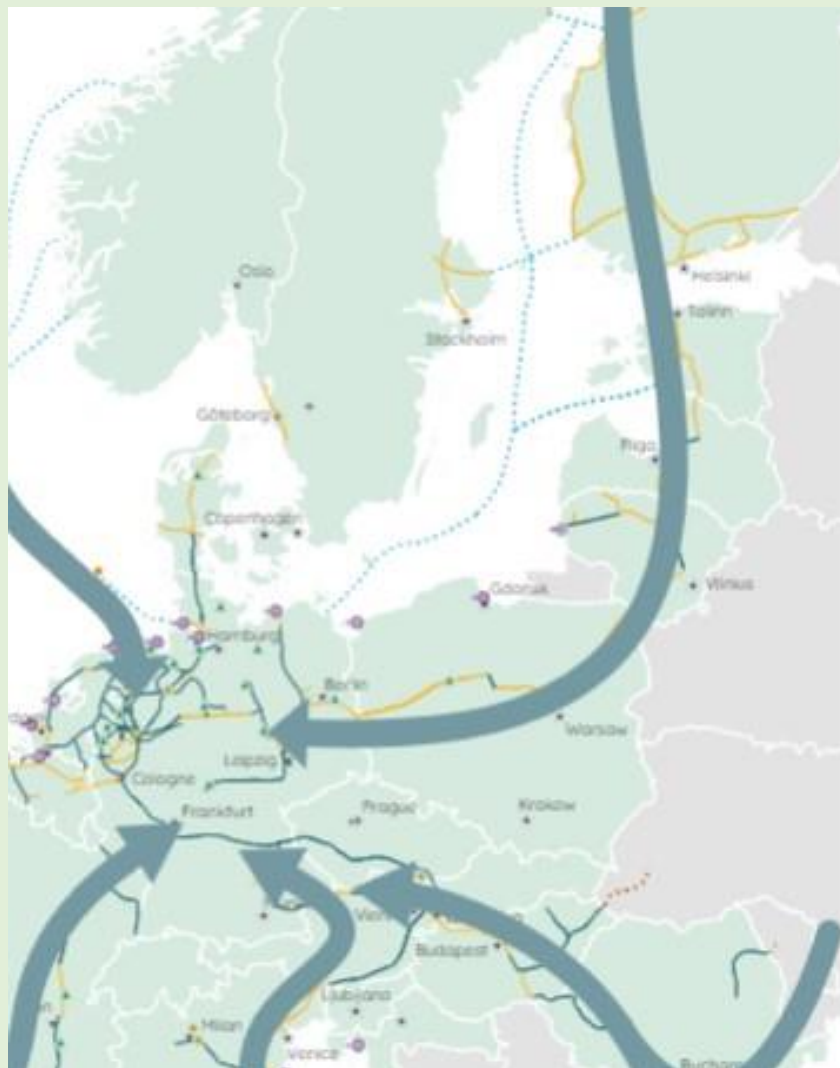 Oslo
Helsinki
Tallnn
Stockholm
Göteborg
Riga
Copenhagen
Vilnius
Gdansk
Hamburg
Berlin
Warsaw
Leipzig
Cologne
Frankfurt
Prague
Krakow
Budapest
Ljubljana
Milan
Venice